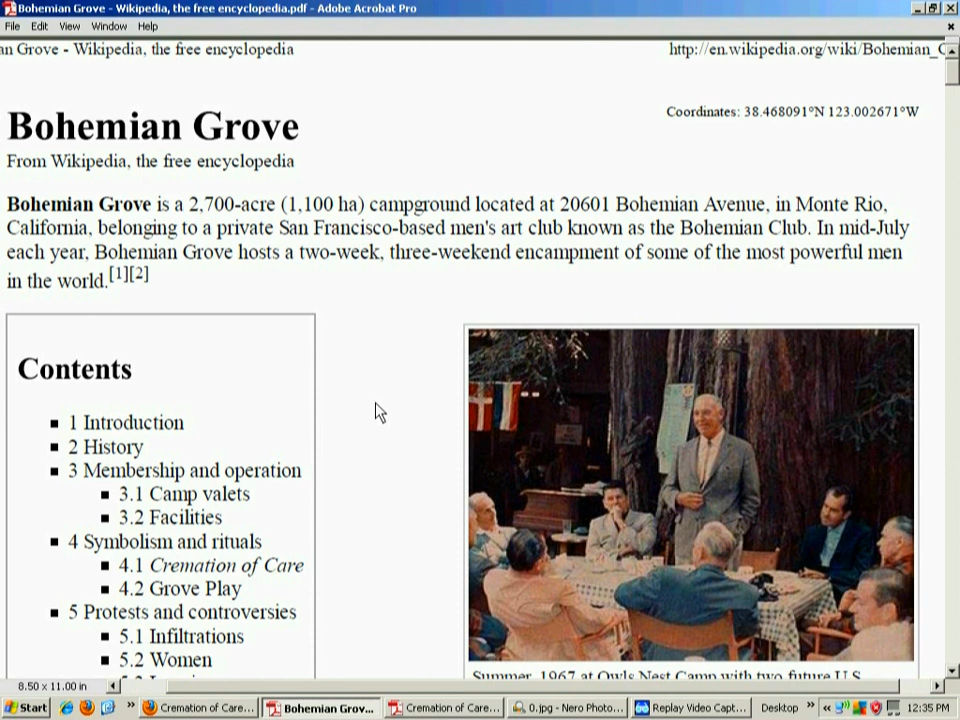 Bohemian Grove - Wikipedia, the free encyclopedia.pdf - Adobe Acrobat Pro
File Edit View Window Help
an Grove - Wikipedia, the free encyclopedia
http://en.wikipedia.org/wiki/Bohemian_
Coordinates: 38.468091°N 123.002671°W
Bohemian Grove
From Wikipedia, the free encyclopedia
Bohemian Grove is a 2,700-acre (1,100 ha) campground located at 20601 Bohemian Avenue, in Monte Rio,
California, belonging to a private San Francisco-based men's art club known as the Bohemian Club. In mid-July
each year, Bohemian Grove hosts a two-week, three-weekend encampment of some of the most powerful men
in the world.[1][2]
Contents
1 Introduction
2 History
3 Membership and operation
3.1 Camp valets
3.2 Facilities
4 Symbolism and rituals
4.1 Cremation of Care
4.2 Grove Play
5 Protests and controversies
5.1 Infiltrations
5.2 Women
Summer 1967 at Owls Nest Camp with two future U.S.
8.50 x 11.00 in
Start » Cremation of Care... Bohemian Grov... Cremation of Care... 0.jpg - Nero Photo... Replay Video Capt... Desktop » « 12:35 PM